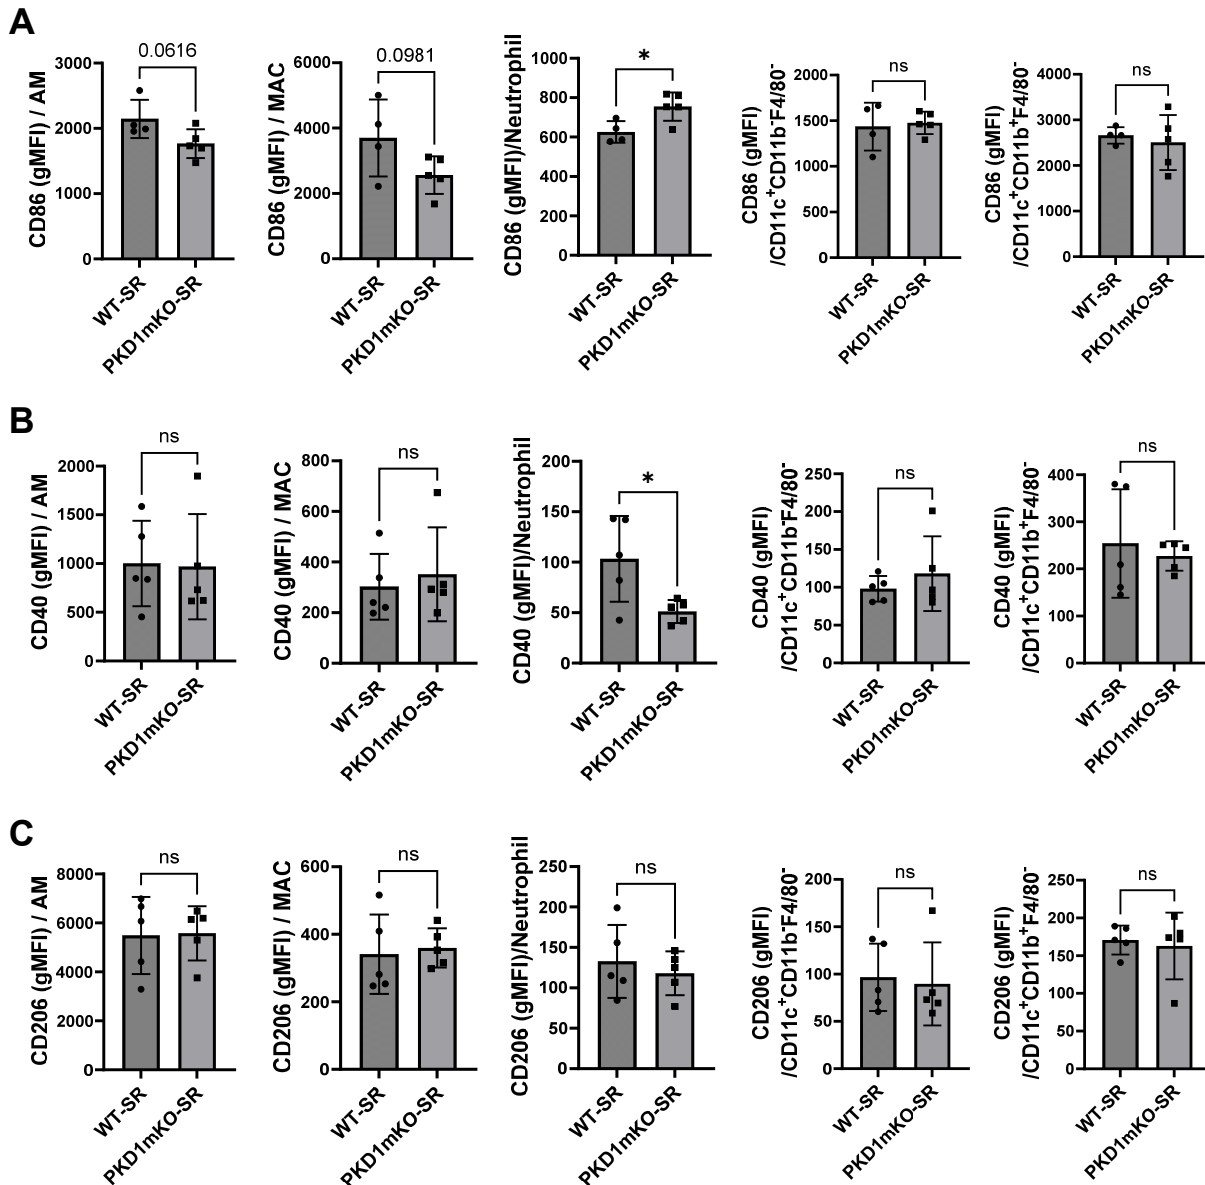 A
CD86 (gMFI) / AM
3000
2000
1000
0
0.0616
WT-SR
PKD1mKO-SR
CD86 (gMFI) / MAC
6000
4000
2000
0
0.0981
WT-SR
PKD1mKO-SR
CD86 (gMFI)/Neutrophil
1000
800
600
400
200
0
*
WT-SR
PKD1mKO-SR
CD86 (gMFI)
/CD11c⁺CD11b⁻F4/80⁻
2000
1500
1000
500
0
ns
WT-SR
PKD1mKO-SR
CD86 (gMFI)
/CD11c⁺CD11b⁺F4/80⁻
4000
3000
2000
1000
0
ns
WT-SR
PKD1mKO-SR
B
CD40 (gMFI) / AM
2000
1500
1000
500
0
ns
WT-SR
PKD1mKO-SR
CD40 (gMFI) / MAC
800
600
400
200
0
ns
WT-SR
PKD1mKO-SR
CD40 (gMFI)/Neutrophil
200
150
100
50
0
*
WT-SR
PKD1mKO-SR
CD40 (gMFI)
/CD11c⁺CD11b⁻F4/80⁻
250
200
150
100
50
0
ns
WT-SR
PKD1mKO-SR
CD40 (gMFI)
/CD11c⁺CD11b⁺F4/80⁻
400
300
200
100
0
ns
WT-SR
PKD1mKO-SR
C
CD206 (gMFI) / AM
8000
6000
4000
2000
0
ns
WT-SR
PKD1mKO-SR
CD206 (gMFI) / MAC
600
400
200
0
ns
WT-SR
PKD1mKO-SR
CD206 (gMFI)/Neutrophil
250
200
150
100
50
0
ns
WT-SR
PKD1mKO-SR
CD206 (gMFI)
/CD11c⁺CD11b⁻F4/80⁻
200
150
100
50
0
ns
WT-SR
PKD1mKO-SR
CD206 (gMFI)
/CD11c⁺CD11b⁺F4/80⁻
250
200
150
100
50
0
ns
WT-SR
PKD1mKO-SR